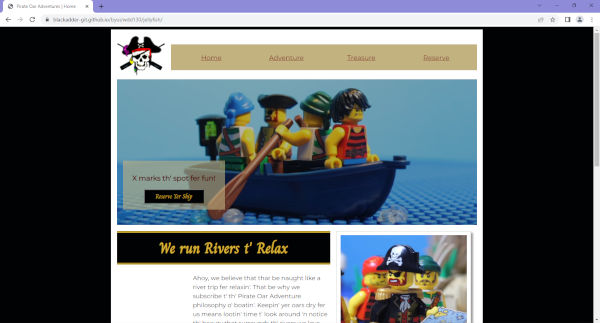 Pirate Oar Adventures | Home
blackadder-git.github.io/byui/wdd130/jellyfish/
Home
Adventure
Treasure
Reserve
X marks th' spot fer fun!
Reserve Yer Ship
We run Rivers t' Relax
Ahoy, we believe that thar be naught like a
river trip fer relaxin'. That be why we
subscribe t' th' Pirate Oar Adventure
philosophy o' boatin'. Keepin' yer oars dry fer
us means lootin' time t' look around 'n notice